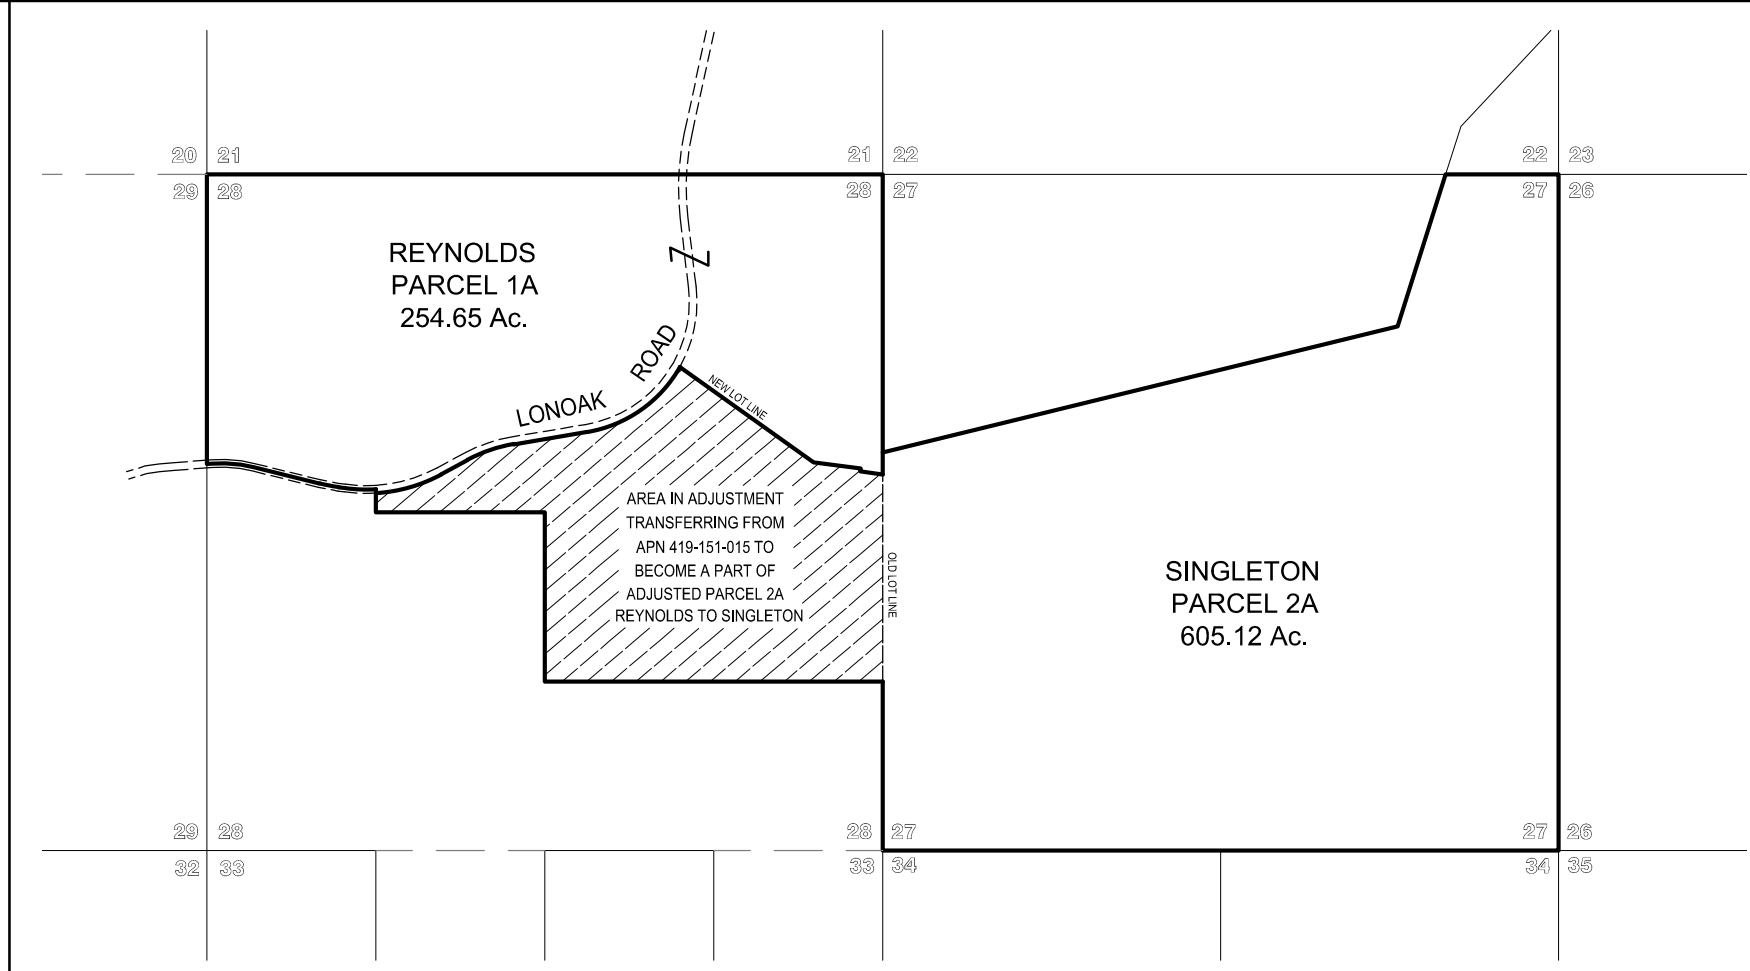 20 21
21 22
22 23
29 28
28 27
27 26
REYNOLDS
PARCEL 1A
254.65 Ac.
LONOAK ROAD
NEW LOT LINE
AREA IN ADJUSTMENT
TRANSFERRING FROM
APN 419-151-015 TO
BECOME A PART OF
ADJUSTED PARCEL 2A
REYNOLDS TO SINGLETON
OLD LOT LINE
SINGLETON
PARCEL 2A
605.12 Ac.
29 28
28 27
27 26
32 33
33 34
34 35